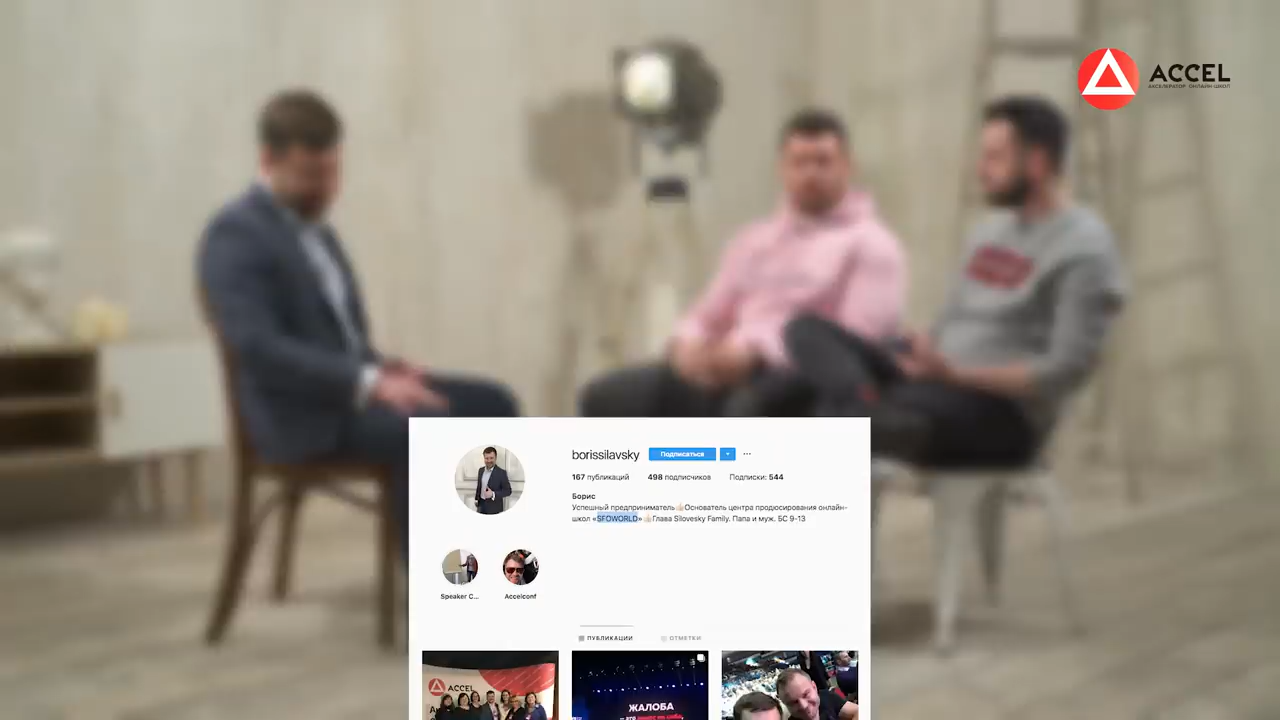 ACCEL
АКСЕЛЕРАТОР ОНЛАЙН-ШКОЛ
borissilavsky Подписаться ...
167 публикаций 498 подписчиков Подписки: 544
Борис
Успешный предприниматель👍🏻Основатель центра продюсирования онлайн-
школ «SFOWORLD»👍🏻Глава Silovesky Family. Папа и муж. БС 9-13
Speaker C... Accelconf
ПУБЛИКАЦИИ ОТМЕТКИ
ACCEL
ЖАЛОБА